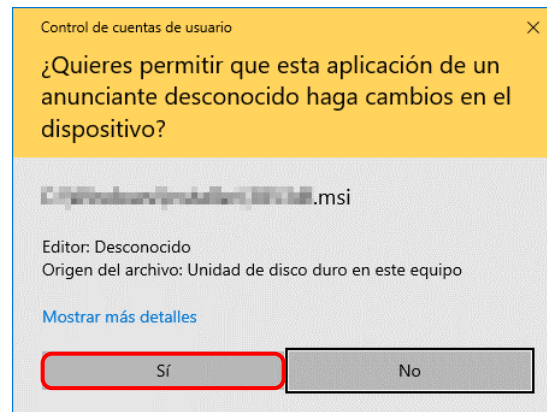 Control de cuentas de usuario
¿Quieres permitir que esta aplicación de un
anunciante desconocido haga cambios en el
dispositivo?
.msi
Editor: Desconocido
Origen del archivo: Unidad de disco duro en este equipo
Mostrar más detalles
Sí
No